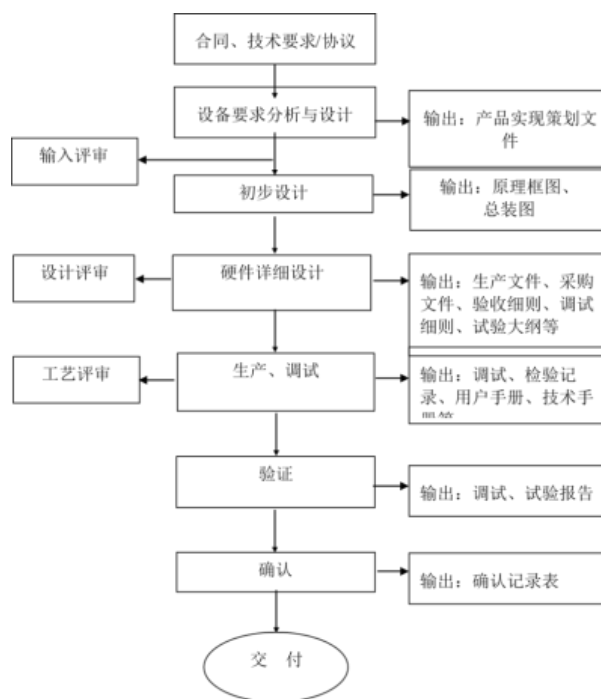 合同、技术要求/协议
设备要求分析与设计
输出：产品实现策划文
件
输入评审
初步设计
输出：原理框图、
总装图
设计评审
硬件详细设计
输出：生产文件、采购
文件、验收细则、调试
细则、试验大纲等
工艺评审
生产、调试
输出：调试、检验记
录、用户手册、技术手
册等
验证
输出：调试、试验报告
确认
输出：确认记录表
交 付